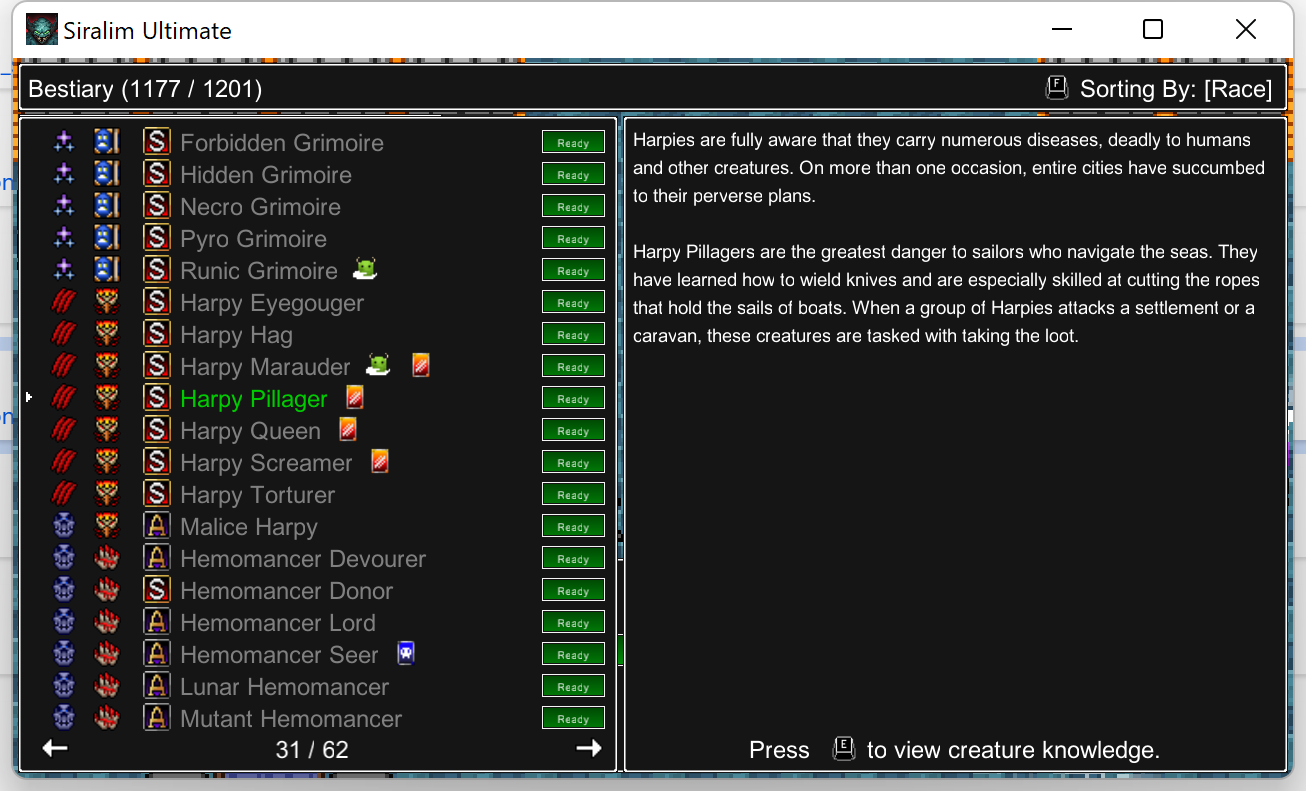 Siralim Ultimate
Bestiary (1177 / 1201)
F Sorting By: [Race]
S Forbidden Grimoire Ready
S Hidden Grimoire Ready
S Necro Grimoire Ready
S Pyro Grimoire Ready
S Runic Grimoire Ready
S Harpy Eyegouger Ready
S Harpy Hag Ready
S Harpy Marauder Ready
S Harpy Pillager Ready
S Harpy Queen Ready
S Harpy Screamer Ready
S Harpy Torturer Ready
A Malice Harpy Ready
A Hemomancer Devourer Ready
S Hemomancer Donor Ready
A Hemomancer Lord Ready
A Hemomancer Seer Ready
A Lunar Hemomancer Ready
A Mutant Hemomancer Ready
31 / 62
Harpies are fully aware that they carry numerous diseases, deadly to humans
and other creatures. On more than one occasion, entire cities have succumbed
to their perverse plans.
Harpy Pillagers are the greatest danger to sailors who navigate the seas. They
have learned how to wield knives and are especially skilled at cutting the ropes
that hold the sails of boats. When a group of Harpies attacks a settlement or a
caravan, these creatures are tasked with taking the loot.
Press E to view creature knowledge.